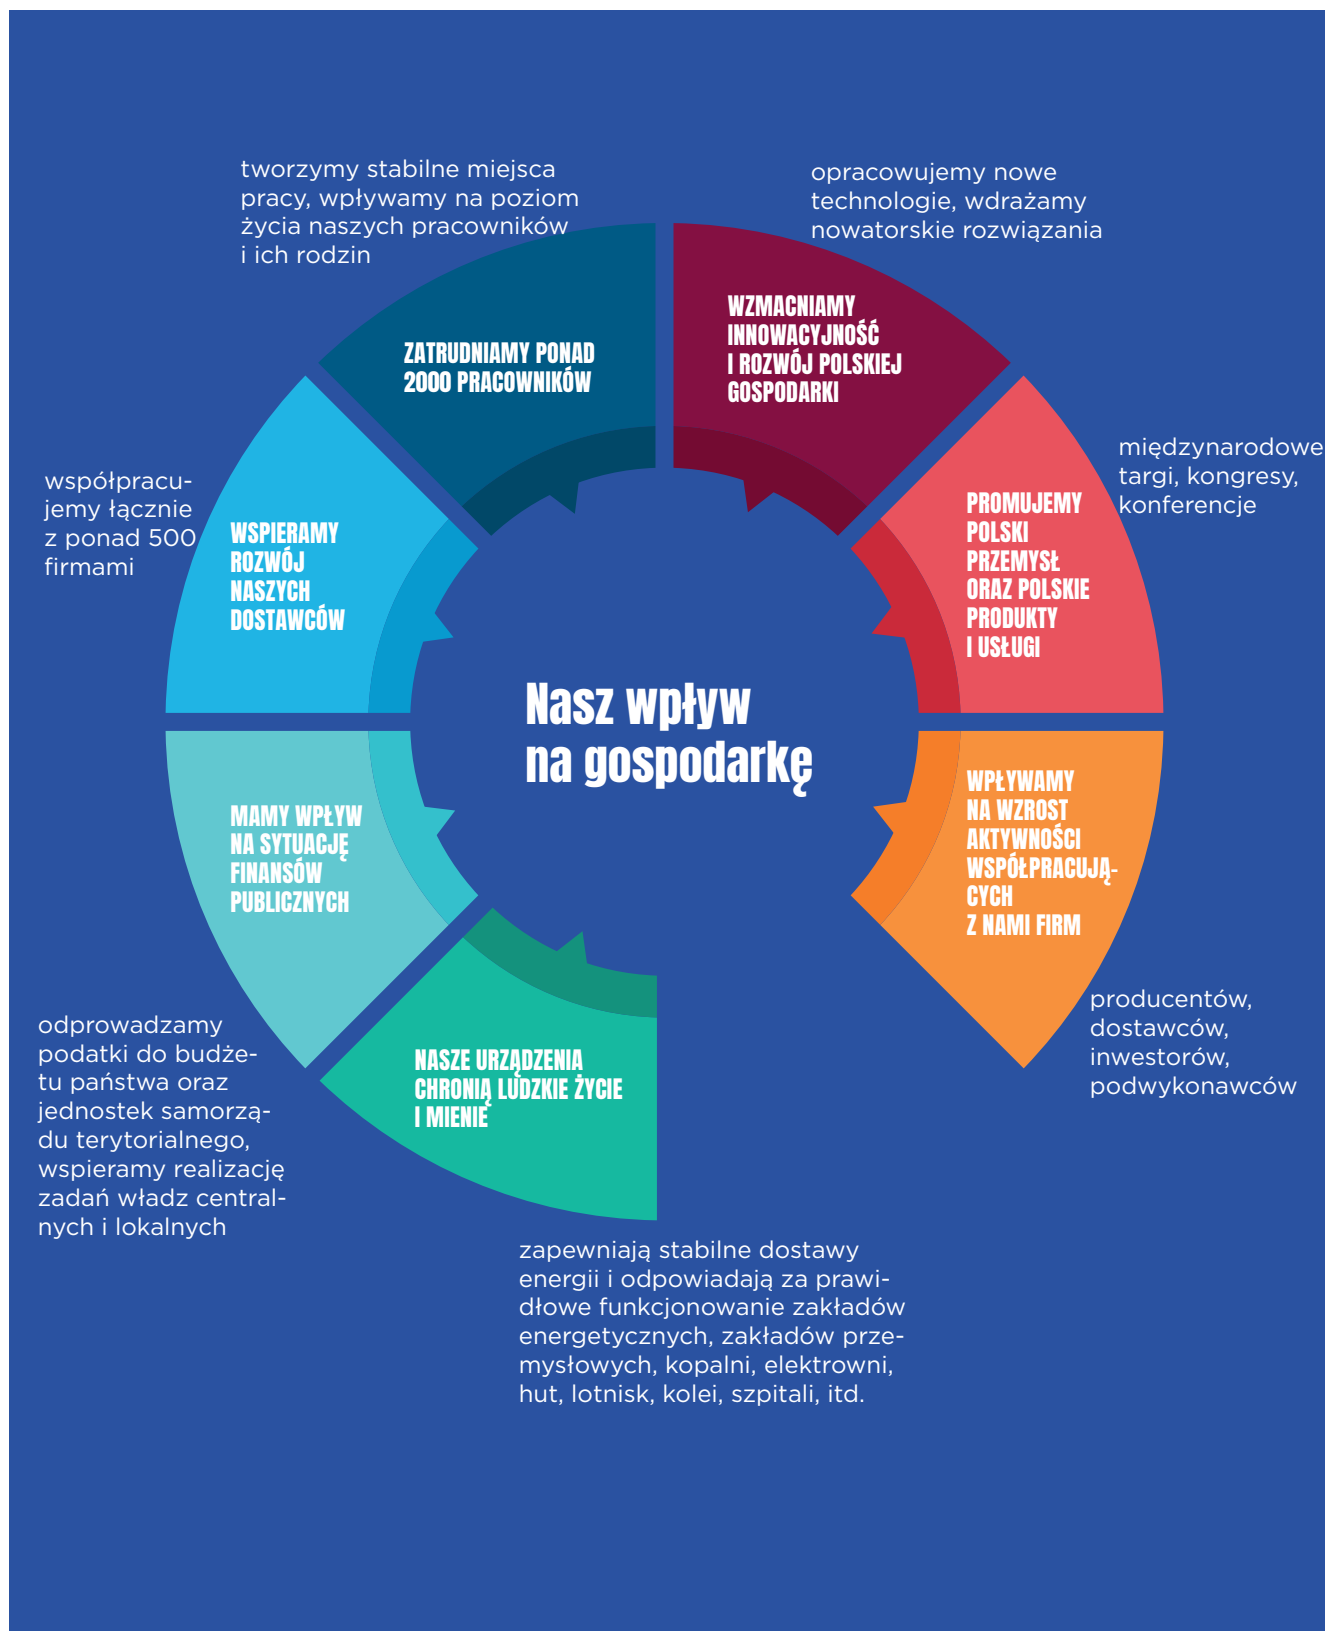 tworzymy stabilne miejsca
pracy, wpływamy na poziom
życia naszych pracowników
i ich rodzin
opracowujemy nowe
technologie, wdrażamy
nowatorskie rozwiązania
ZATRUDNIAMY PONAD
2000 PRACOWNIKÓW
WZMACNIAMY
INNOWACYJNOŚĆ
I ROZWÓJ POLSKIEJ
GOSPODARKI
współpracu-
jemy łącznie
z ponad 500
firmami
WSPIERAMY
ROZWÓJ
NASZYCH
DOSTAWCÓW
PROMUJEMY
POLSKI
PRZEMYSŁ
ORAZ POLSKIE
PRODUKTY
I USŁUGI
międzynarodowe
targi, kongresy,
konferencje
Nasz wpływ
na gospodarkę
MAMY WPŁYW
NA SYTUACJĘ
FINANSÓW
PUBLICZNYCH
WPŁYWAMY
NA WZROST
AKTYWNOŚCI
WSPÓŁPRACUJĄ-
CYCH
Z NAMI FIRM
odprowadzamy
podatki do budże-
tu państwa oraz
jednostek samorzą-
du terytorialnego,
wspieramy realizację
zadań władz central-
nych i lokalnych
NASZE URZĄDZENIA
CHRONIĄ LUDZKIE ŻYCIE
I MIENIE
producentów,
dostawców,
inwestorów,
podwykonawców
zapewniają stabilne dostawy
energii i odpowiadają za prawi-
dłowe funkcjonowanie zakładów
energetycznych, zakładów prze-
mysłowych, kopalni, elektrowni,
hut, lotnisk, kolei, szpitali, itd.